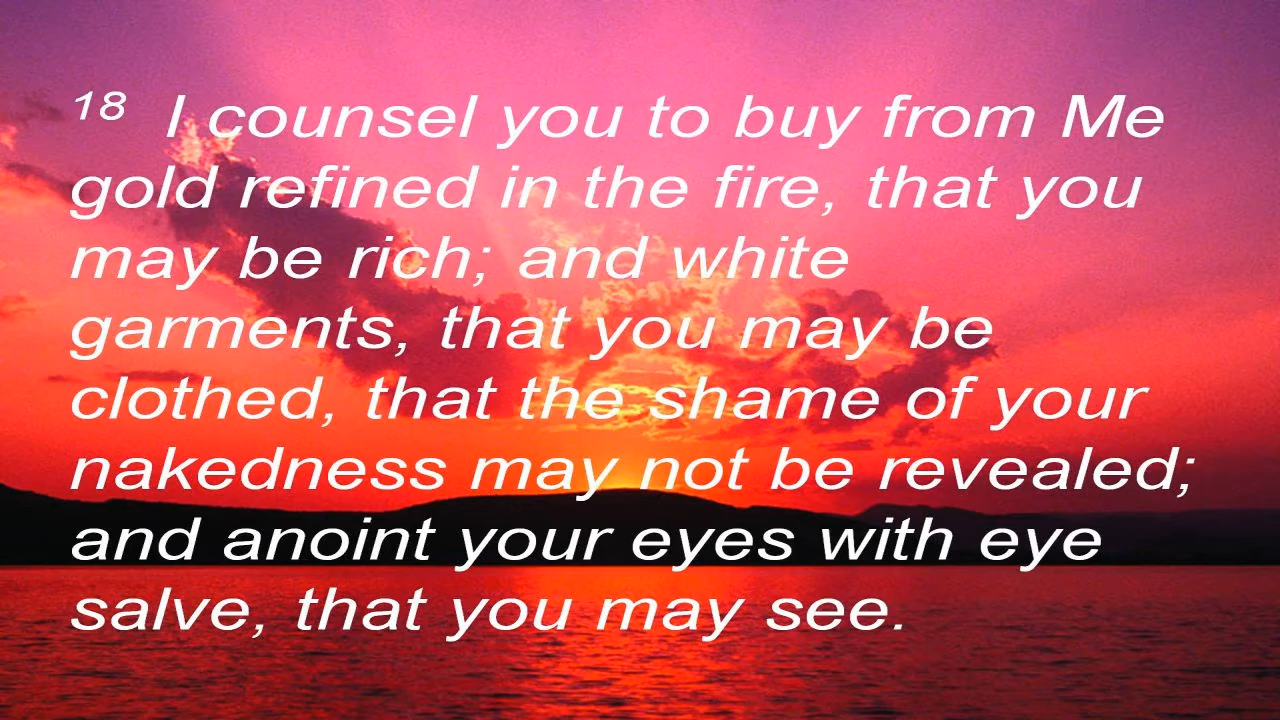 18 I counsel you to buy from Me
gold refined in the fire, that you
may be rich; and white
garments, that you may be
clothed, that the shame of your
nakedness may not be revealed;
and anoint your eyes with eye
salve, that you may see.